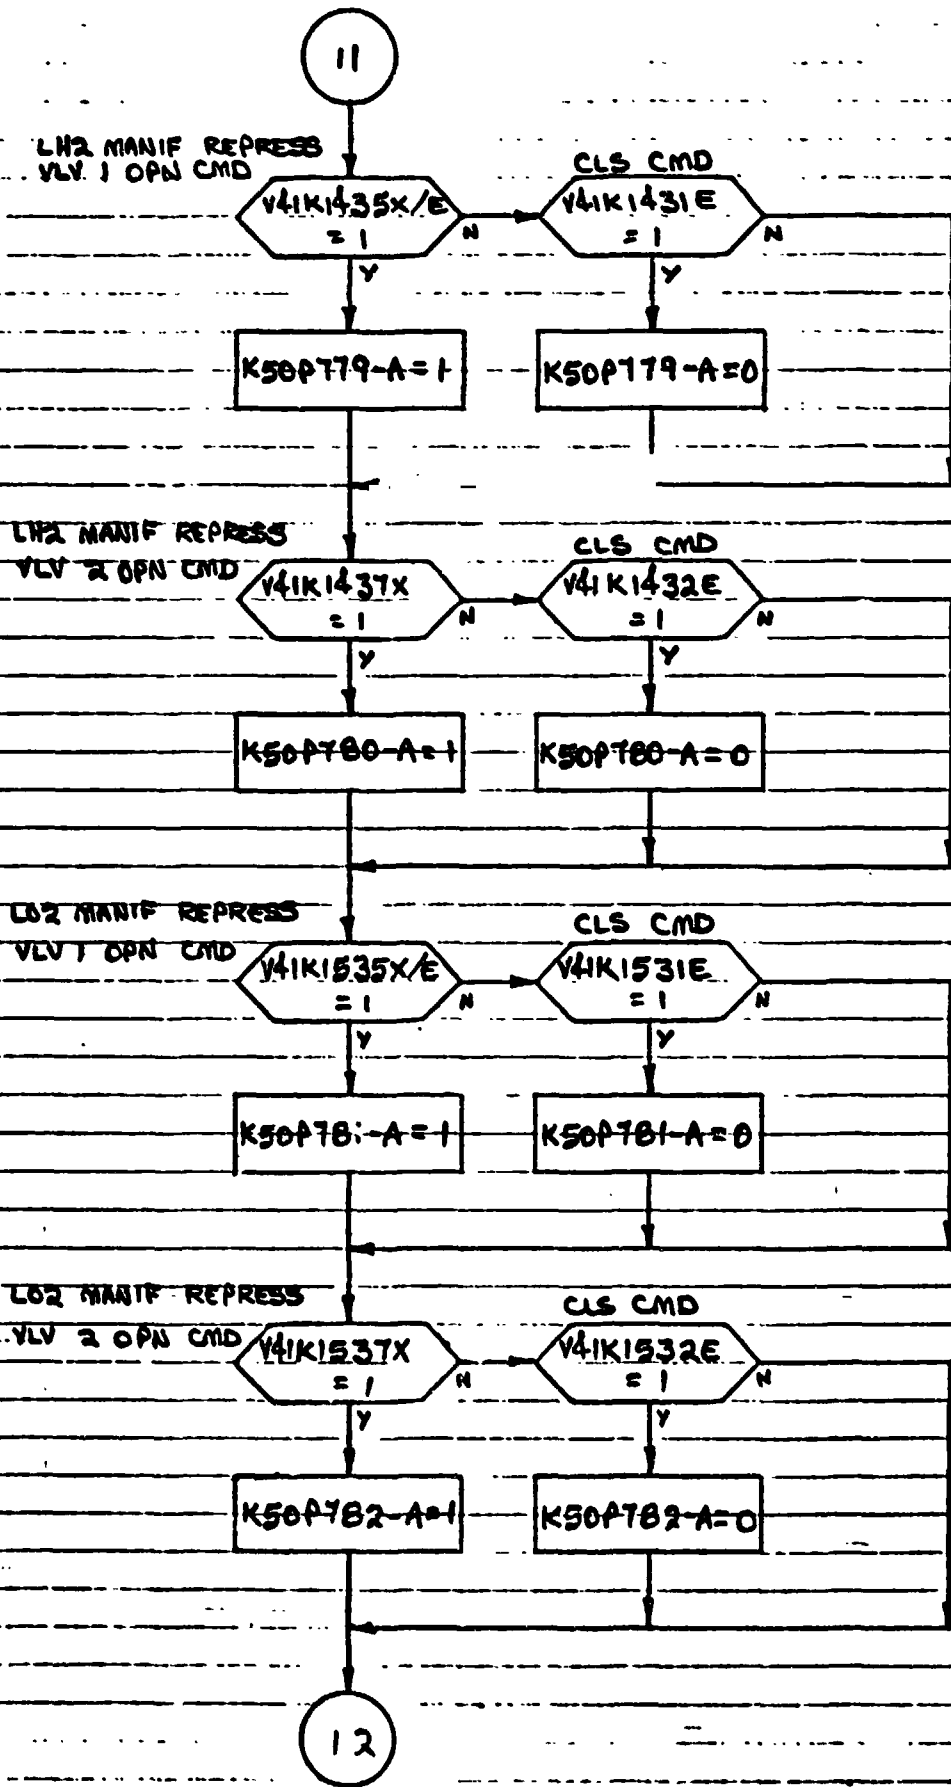 11
LH2 MANIF REPRESS
VLV 1 OPN CMD
CLS CMD
V41K1435X/E
= 1
N
Y
V41K1431E
= 1
N
Y
K50P779-A=1
K50P779-A=0
LH2 MANIF REPRESS
VLV 2 OPN CMD
CLS CMD
V41K1437X
= 1
N
Y
V41K1432E
= 1
N
Y
K50P780-A=1
K50P780-A=0
LO2 MANIF REPRESS
VLV 1 OPN CMD
CLS CMD
V41K1535X/E
= 1
N
Y
V41K1531E
= 1
N
Y
K50P781-A=1
K50P781-A=0
LO2 MANIF REPRESS
VLV 2 OPN CMD
CLS CMD
V41K1537X
= 1
N
Y
V41K1532E
= 1
N
Y
K50P782-A=1
K50P782-A=0
12